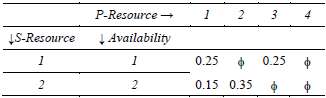 P-Resource → 1 2 3 4
↓S-Resource ↓ Availability
1 1 0.25 ϕ 0.25 ϕ
2 2 0.15 0.35 ϕ ϕ